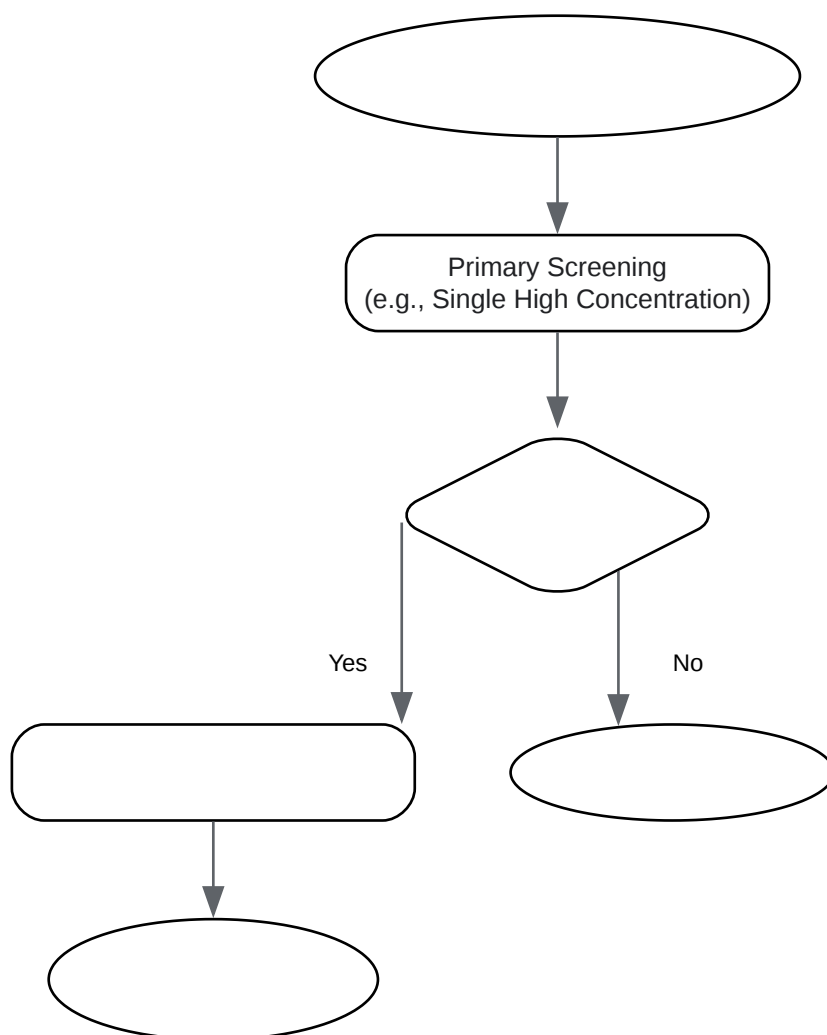 Primary Screening
(e.g., Single High Concentration)
Yes
No